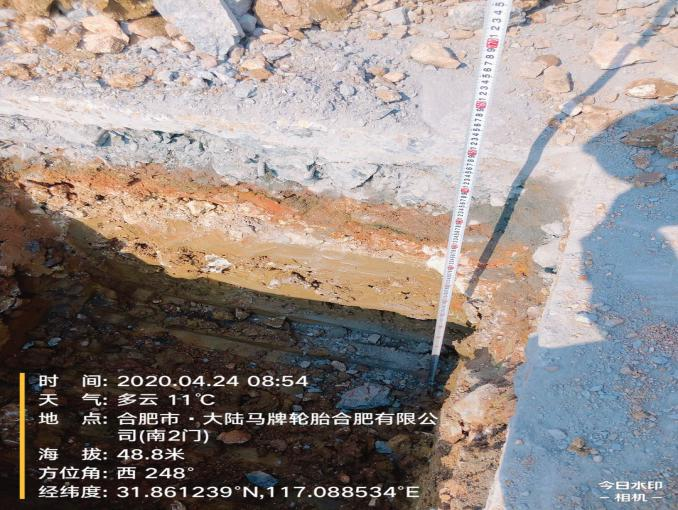 时 间: 2020.04.24 08:54
天 气: 多云 11℃
地 点: 合肥市·大陆马牌轮胎合肥有限公
司(南2门)
海 拔: 48.8米
方位角: 西 248°
经纬度: 31.861239°N,117.088534°E
今日水印
-相机-